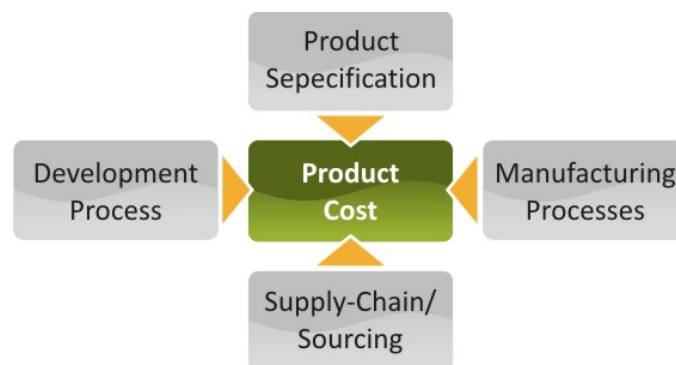 Product
Sepecification
Development
Process
Product
Cost
Manufacturing
Processes
Supply-Chain/
Sourcing